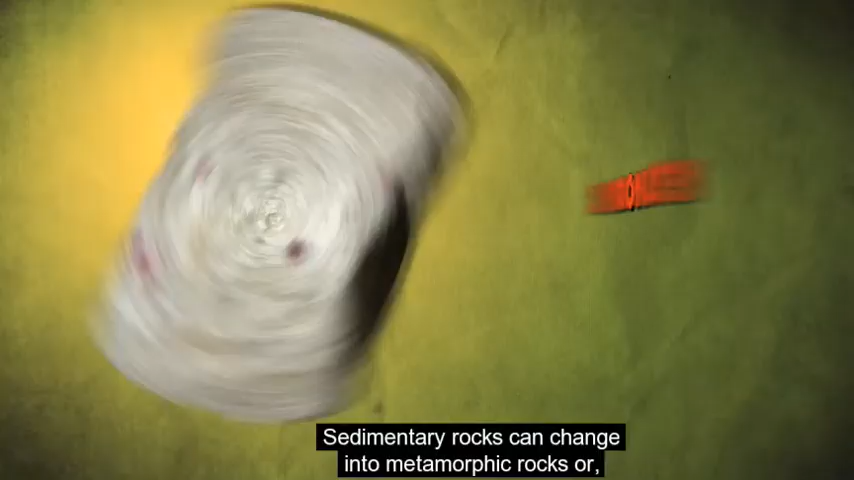 Sedimentary rocks can change
into metamorphic rocks or,